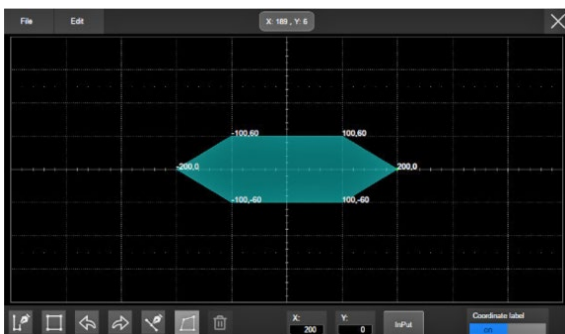 File Edit X: 189 , Y: 6
-100,60 100,60
-200,0 200,0
-100,-60 100,-60
X: Y: Coordinate label
200 0 InPut on